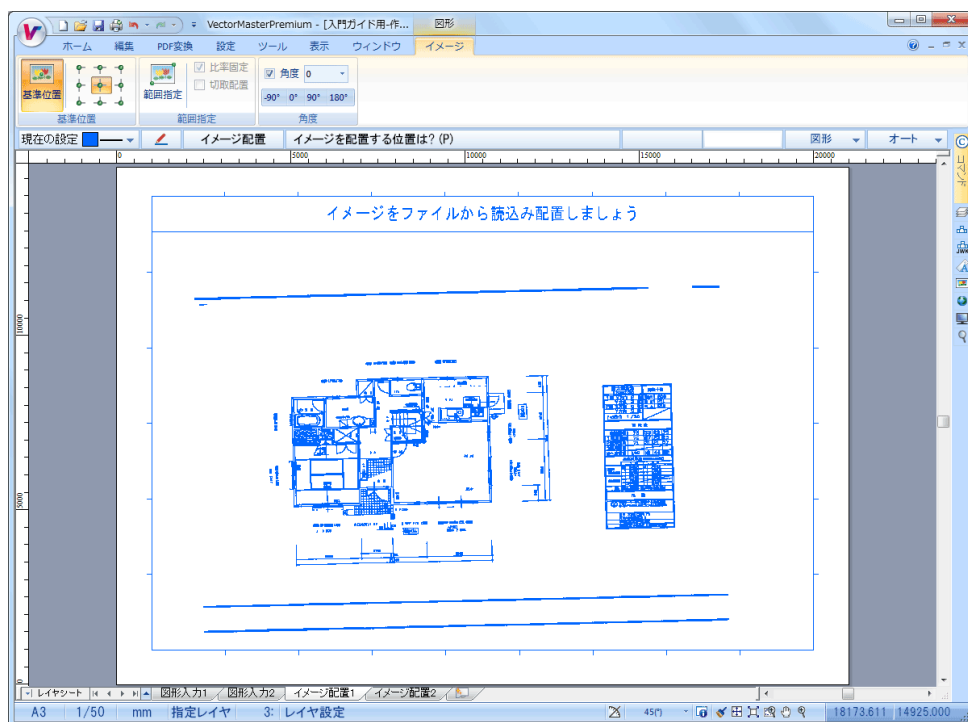 VectorMasterPremium - [入門ガイド用-作...
図形
ホーム 編集 PDF変換 設定 ツール 表示 ウィンドウ イメージ
基準位置
範囲指定
比率固定
切取配置
角度 0
-90° 0° 90° 180°
基準位置 範囲指定 角度
現在の設定 イメージ配置 イメージを配置する位置は? (P) 図形 オート
0 5000 10000 15000 20000
コマンド
イメージをファイルから読込み配置しましょう
10000
5000
0
レイヤシート 図形入力1 図形入力2 イメージ配置1 イメージ配置2
A3 1/50 mm 指定レイヤ 3: レイヤ設定 45(°) 18173.611 14925.000